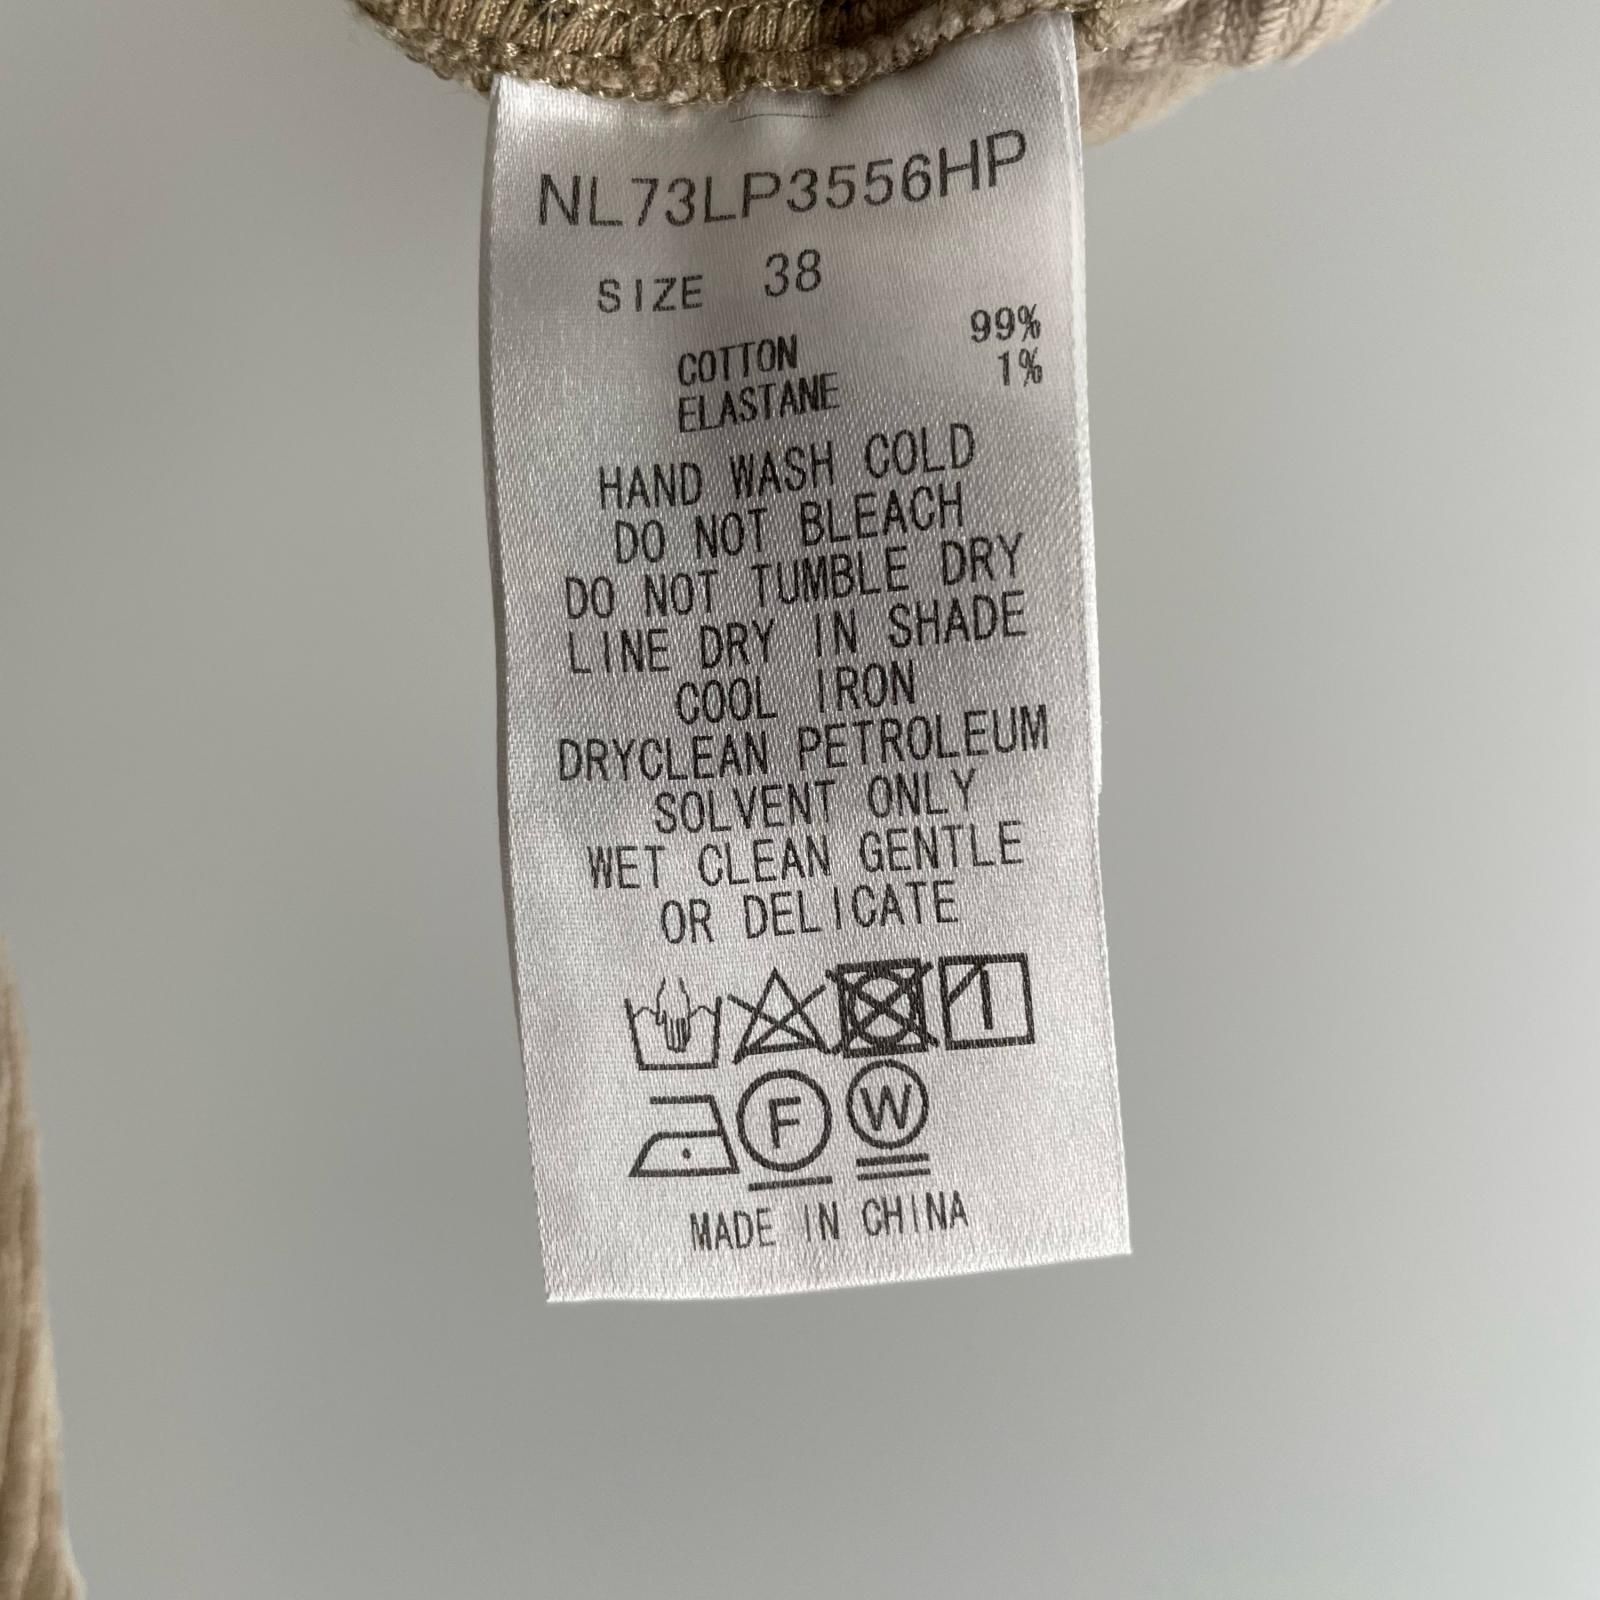 NL73LP3556HP
SIZE 38
COTTON 99%
ELASTANE 1%
HAND WASH COLD
DO NOT BLEACH
DO NOT TUMBLE DRY
LINE DRY IN SHADE
COOL IRON
DRYCLEAN PETROLEUM
SOLVENT ONLY
WET CLEAN GENTLE
OR DELICATE
F W
MADE IN CHINA